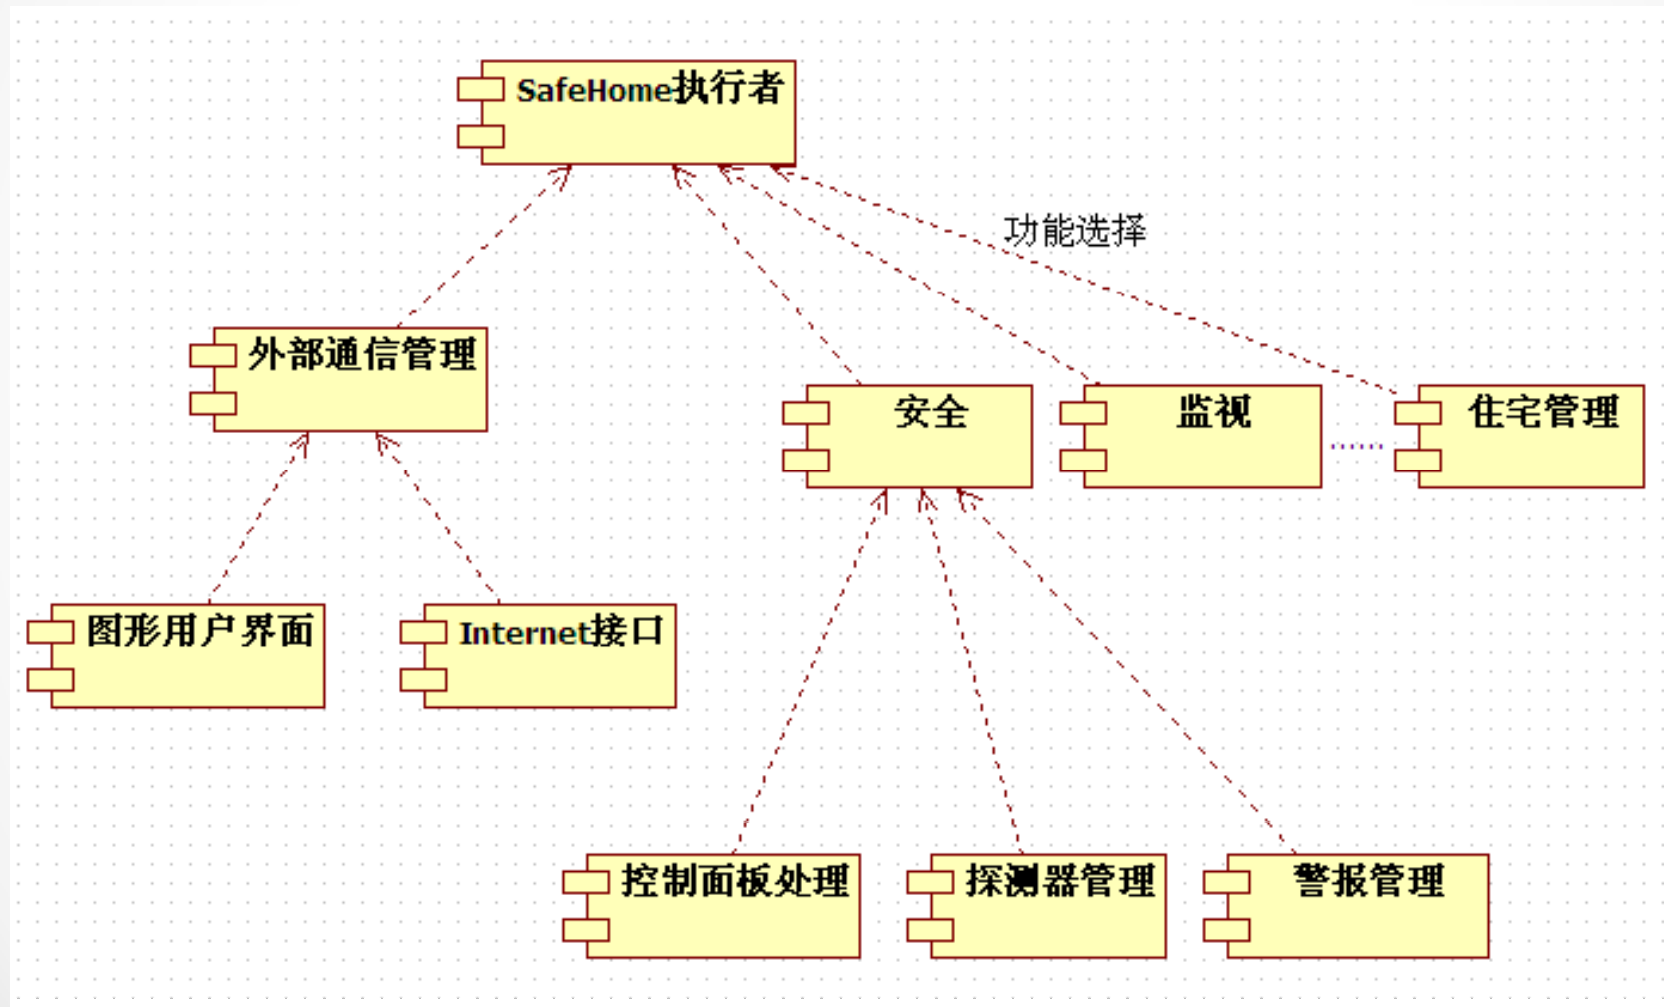 SafeHome执行者
功能选择
外部通信管理
安全
监视
住宅管理
图形用户界面
Internet接口
控制面板处理
探测器管理
警报管理